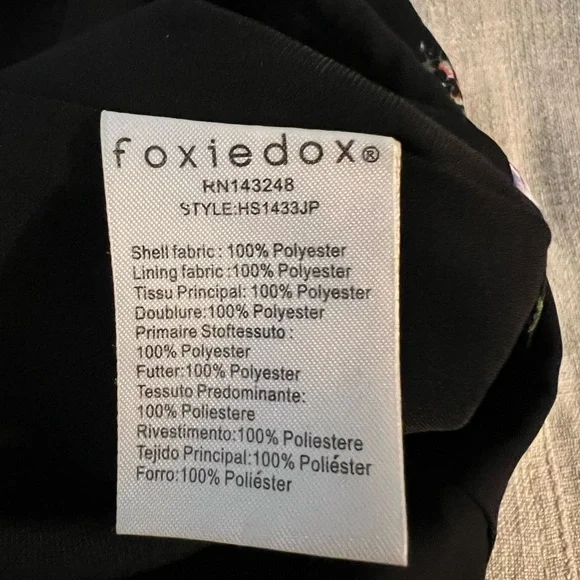 foxiedox®
RN143248
STYLE:HS1433JP
Shell fabric : 100% Polyester
Lining fabric :100% Polyester
Tissu Principal: 100% Polyester
Doublure:100% Polyester
Primaire Stoftessuto :
100% Polyester
Futter:100% Polyester
Tessuto Predominante:
100% Poliestere
Rivestimento:100% Poliestere
Tejido Principal:100% Poliéster
Forro:100% Poliéster